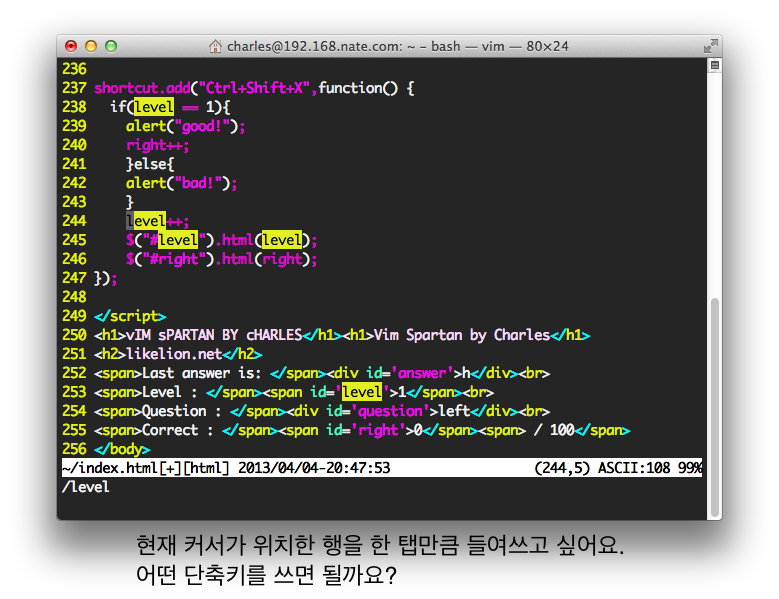 charles@192.168.nate.com: ~ – bash — vim — 80×24
236
237 shortcut.add("Ctrl+Shift+X",function() {
238   if(level == 1){
239     alert("good!");
240     right++;
241     }else{
242     alert("bad!");
243     }
244     level++;
245     $("#level").html(level);
246     $("#right").html(right);
247 });
248
249 </script>
250 <h1>vIM sPARTAN BY cHARLES</h1><h1>Vim Spartan by Charles</h1>
251 <h2>likelion.net</h2>
252 <span>Last answer is: </span><div id='answer'>h</div><br>
253 <span>Level : </span><span id='level'>1</span><br>
254 <span>Question : </span><div id='question'>left</div><br>
255 <span>Correct : </span><span id='right'>0</span><span> / 100</span>
256 </body>
~/index.html[+][html] 2013/04/04-20:47:53 (244,5) ASCII:108 99%
/level
현재 커서가 위치한 행을 한 탭만큼 들여쓰고 싶어요.
어떤 단축키를 쓰면 될까요?